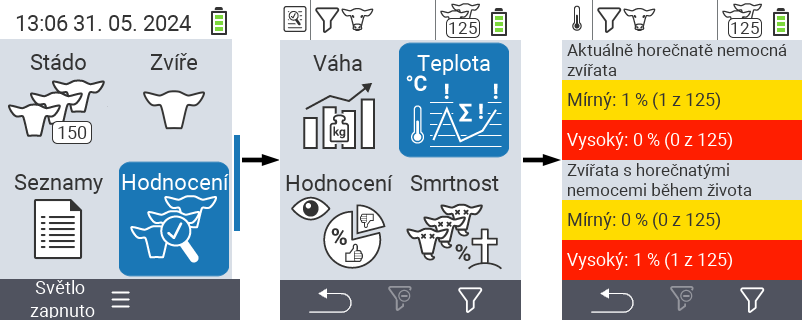 13:06 31. 05. 2024
Stádo
Zvíře
150
Seznamy
Hodnocení
Světlo
zapnuto
125
Váha
Teplota
°C
! !
Σ!
kg
Hodnocení
Smrtnost
%
%
125
Aktuálně horečnatě nemocná
zvířata
Mírný: 1 % (1 z 125)
Vysoký: 0 % (0 z 125)
Zvířata s horečnatými
nemocemi během života
Mírný: 0 % (0 z 125)
Vysoký: 1 % (1 z 125)